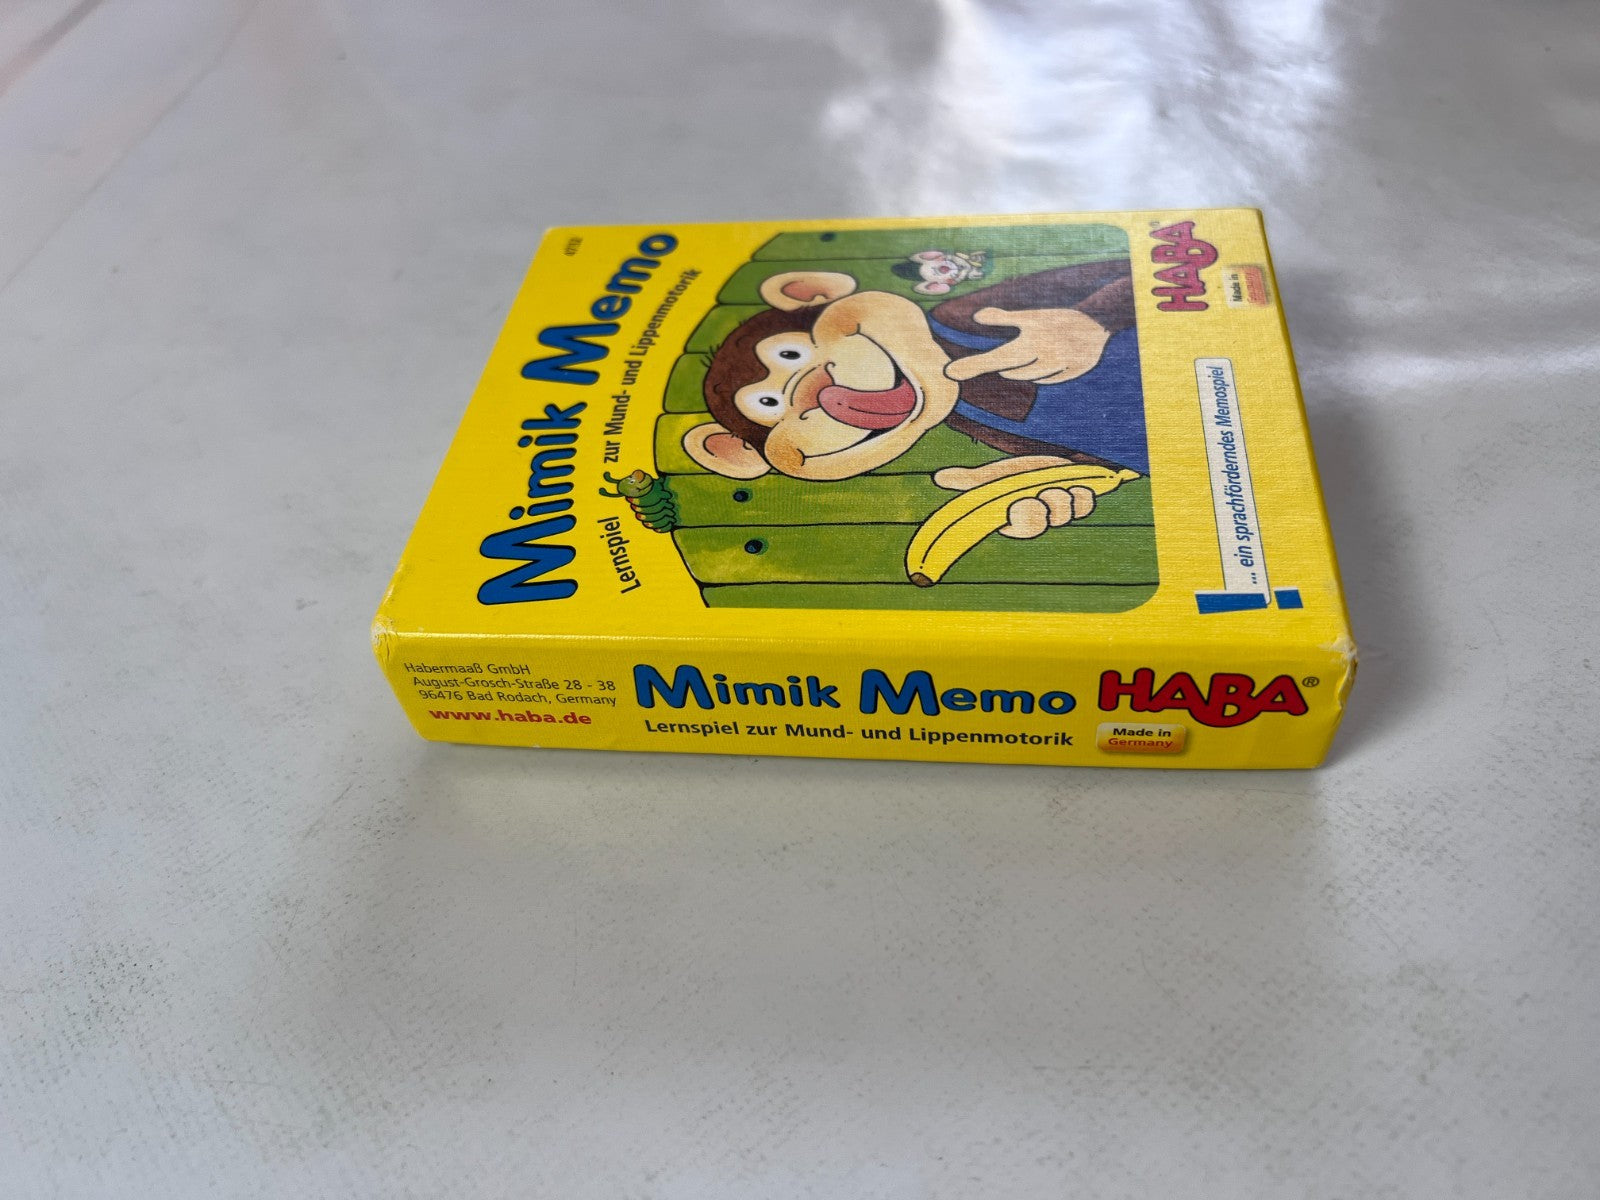 4712
Mimik Memo
Lernspiel zur Mund- und Lippenmotorik
HABA®
Made in
Germany
... ein sprachförderndes Memospiel
Habermaaß GmbH
August-Grosch-Straße 28 - 38
96476 Bad Rodach, Germany
www.haba.de
Mimik Memo
Lernspiel zur Mund- und Lippenmotorik
HABA®
Made in
Germany